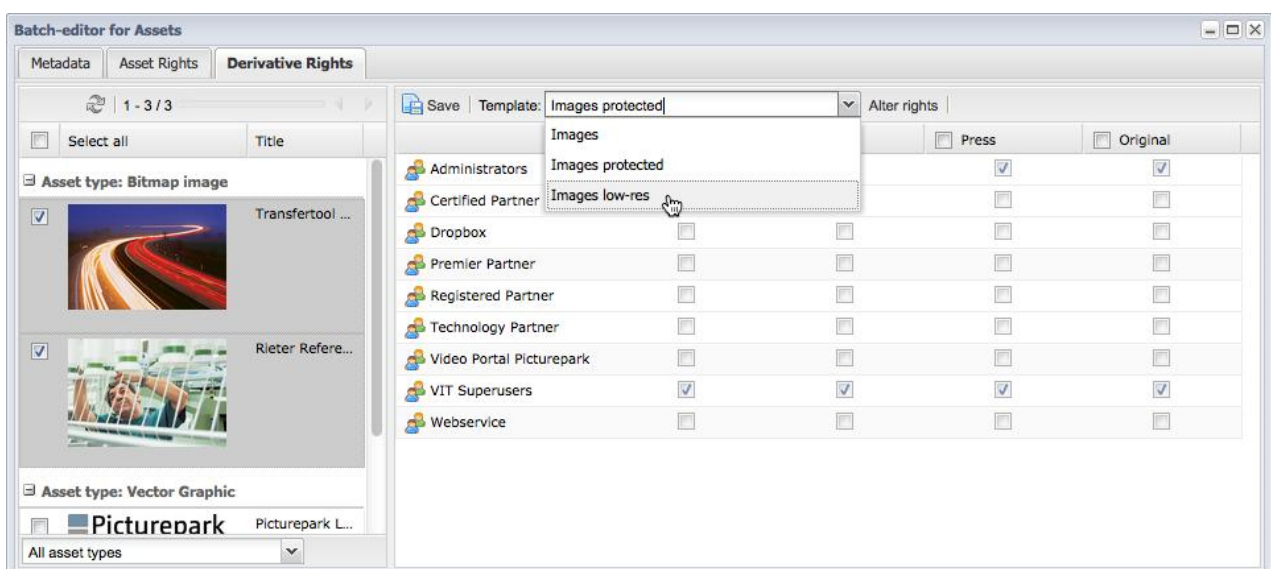 Batch-editor for Assets
Metadata
Asset Rights
Derivative Rights
1 - 3 / 3
Save
Template:
Images protected
Alter rights
Select all
Title
Images
Images protected
Images low-res
Press
Original
Asset type: Bitmap image
Transfertool ...
Rieter Refere...
Asset type: Vector Graphic
Picturepark
Picturepark L...
All asset types
Administrators
Certified Partner
Dropbox
Premier Partner
Registered Partner
Technology Partner
Video Portal Picturepark
VIT Superusers
Webservice